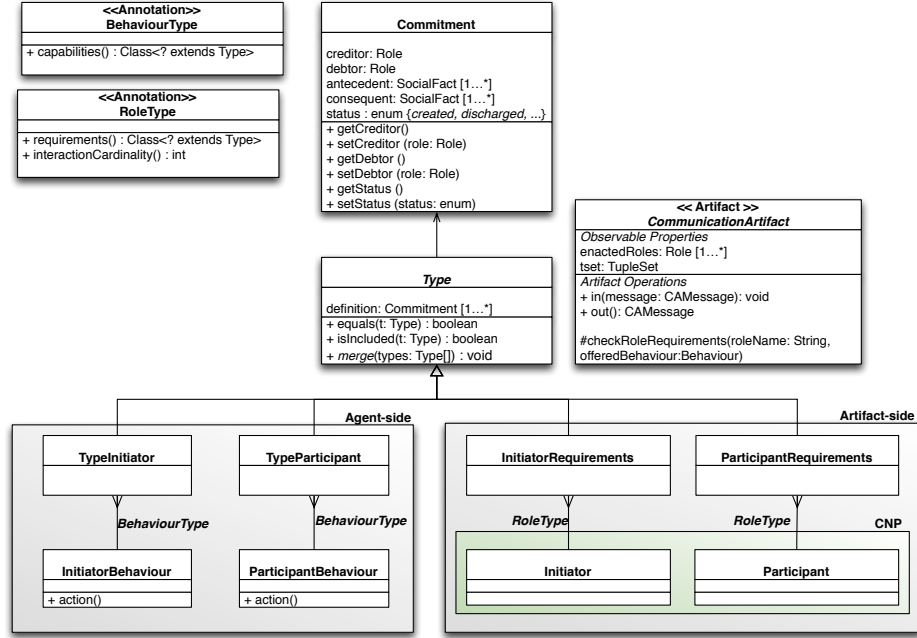 <<Annotation>>
BehaviourType
+ capabilities() : Class<? extends Type>
<<Annotation>>
RoleType
+ requirements() : Class<? extends Type>
+ interactionCardinality() : int
Commitment
creditor: Role
debtor: Role
antecedent: SocialFact [1...*]
consequent: SocialFact [1...*]
status : enum {created, discharged, ...}
+ getCreditor()
+ setCreditor (role: Role)
+ getDebtor ()
+ setDebtor (role: Role)
+ getStatus ()
+ setStatus (status: enum)
<< Artifact >>
CommunicationArtifact
Observable Properties
enactedRoles: Role [1...*]
tset: TupleSet
Artifact Operations
+ in(message: CAMessage): void
+ out(): CAMessage
#checkRoleRequirements(roleName: String,
offeredBehaviour:Behaviour)
Type
definition: Commitment [1...*]
+ equals(t: Type) : boolean
+ isIncluded(t: Type) : boolean
+ merge(types: Type[]) : void
Agent-side
TypeInitiator
TypeParticipant
BehaviourType
BehaviourType
InitiatorBehaviour
+ action()
ParticipantBehaviour
+ action()
Artifact-side
InitiatorRequirements
ParticipantRequirements
RoleType
RoleType
CNP
Initiator
Participant